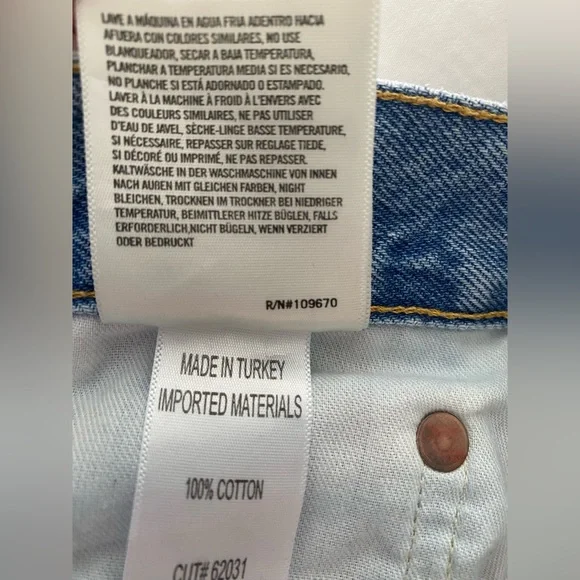 LAVE A MÁQUINA EN AGUA FRIA ADENTRO HACIA
AFUERA CON COLORES SIMILARES, NO USE
BLANQUEADOR, SECAR A BAJA TEMPERATURA,
PLANCHAR A TEMPERATURA MEDIA SI ES NECESARIO,
NO PLANCHE SI ESTÁ ADORNADO O ESTAMPADO.
LAVER À LA MACHINE À FROID À L'ENVERS AVEC
DES COULEURS SIMILAIRES, NE PAS UTILISER
D'EAU DE JAVEL, SÈCHE-LINGE BASSE TEMPERATURE,
SI NÉCESSAIRE, REPASSER SUR REGLAGE TIEDE,
SI DÉCORÉ OU IMPRIMÉ, NE PAS REPASSER.
KALTWÄSCHE IN DER WASCHMASCHINE VON INNEN
NACH AUßEN MIT GLEICHEN FARBEN, NIGHT
BLEICHEN, TROCKNEN IM TROCKNER BEI NIEDRIGER
TEMPERATUR, BEIMITTLERER HITZE BÜGLEN, FALLS
ERFORDERLICH,NICHT BÜGELN, WENN VERZIERT
ODER BEDRUCKT
R/N#109670
MADE IN TURKEY
IMPORTED MATERIALS
100% COTTON
CUT# 62031